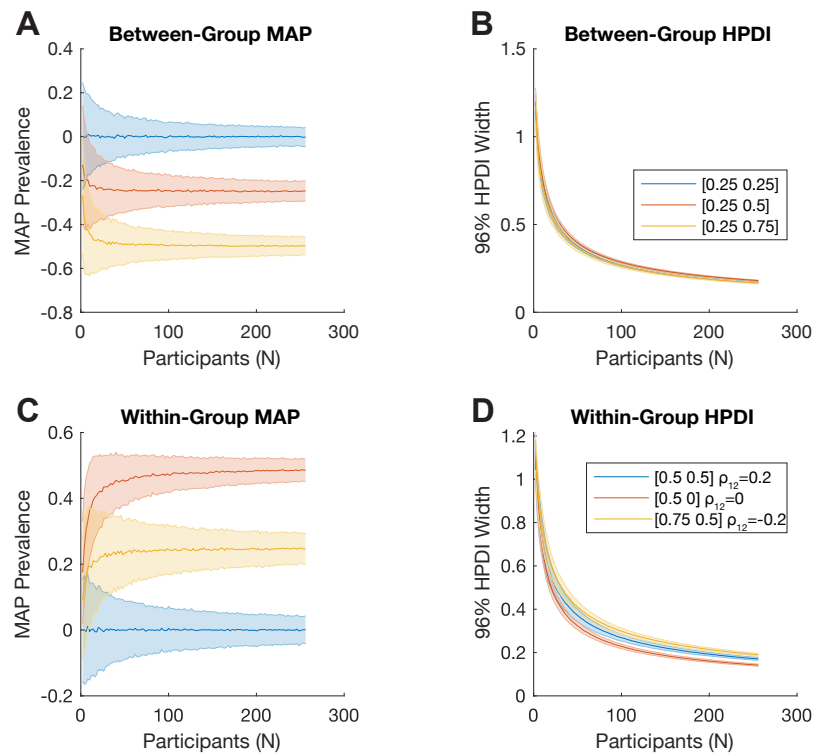 A
Between-Group MAP
MAP Prevalence
0.4
0.2
0
-0.2
-0.4
-0.6
-0.8
0
100
200
300
Participants (N)
B
Between-Group HPDI
96% HPDI Width
1.5
1
0.5
0
[0.25 0.25]
[0.25 0.5]
[0.25 0.75]
0
100
200
300
Participants (N)
C
Within-Group MAP
MAP Prevalence
0.6
0.4
0.2
0
-0.2
0
100
200
300
Participants (N)
D
Within-Group HPDI
96% HPDI Width
1.2
1
0.8
0.6
0.4
0.2
0
[0.5 0.5] ρ12=0.2
[0.5 0] ρ12=0
[0.75 0.5] ρ12=-0.2
0
100
200
300
Participants (N)